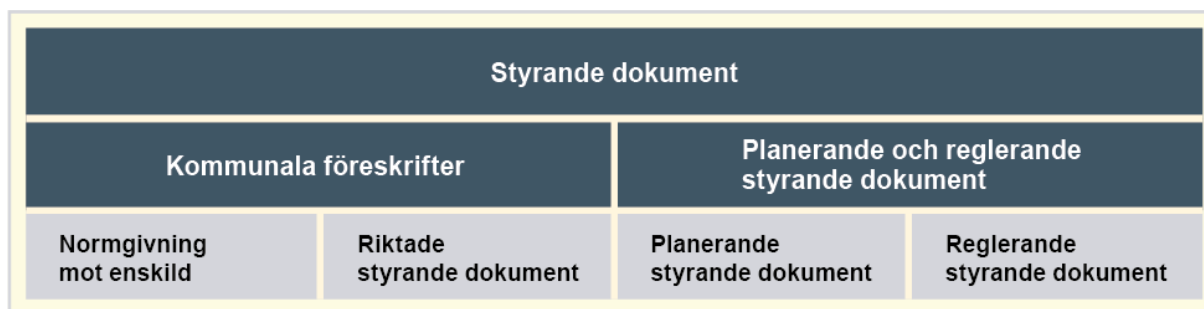 Styrande dokument
Kommunala föreskrifter
Planerande och reglerande
styrande dokument
Normgivning
mot enskild
Riktade
styrande dokument
Planerande
styrande dokument
Reglerande
styrande dokument